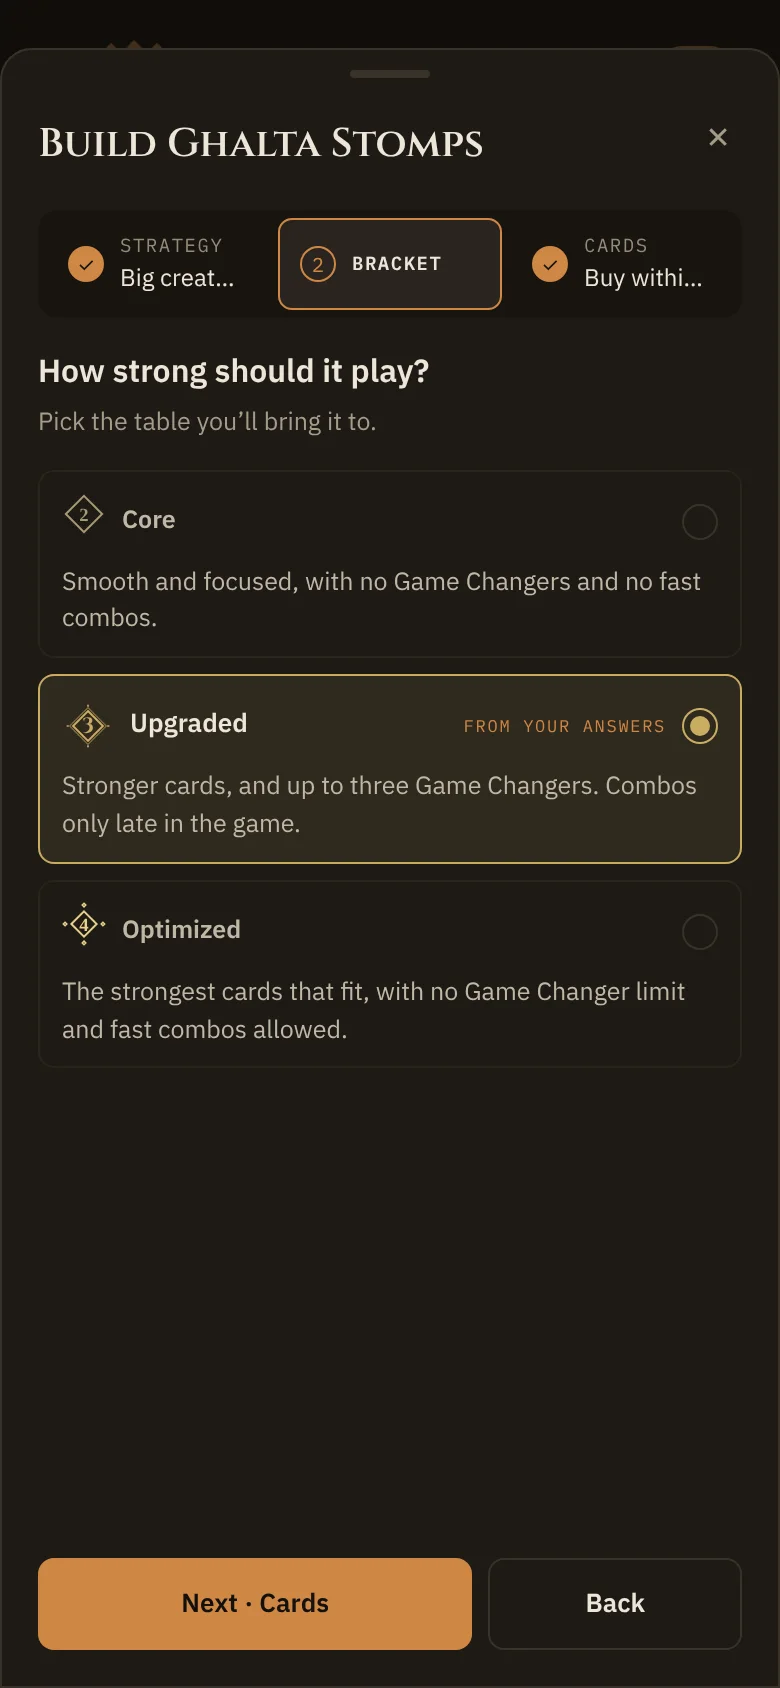 Build Ghalta Stomps
✕
STRATEGY
Big creat...
2
BRACKET
CARDS
Buy withi...
How strong should it play?
Pick the table you’ll bring it to.
2
Core
Smooth and focused, with no Game Changers and no fast
combos.
3
Upgraded
FROM YOUR ANSWERS
Stronger cards, and up to three Game Changers. Combos
only late in the game.
4
Optimized
The strongest cards that fit, with no Game Changer limit
and fast combos allowed.
Next · Cards
Back